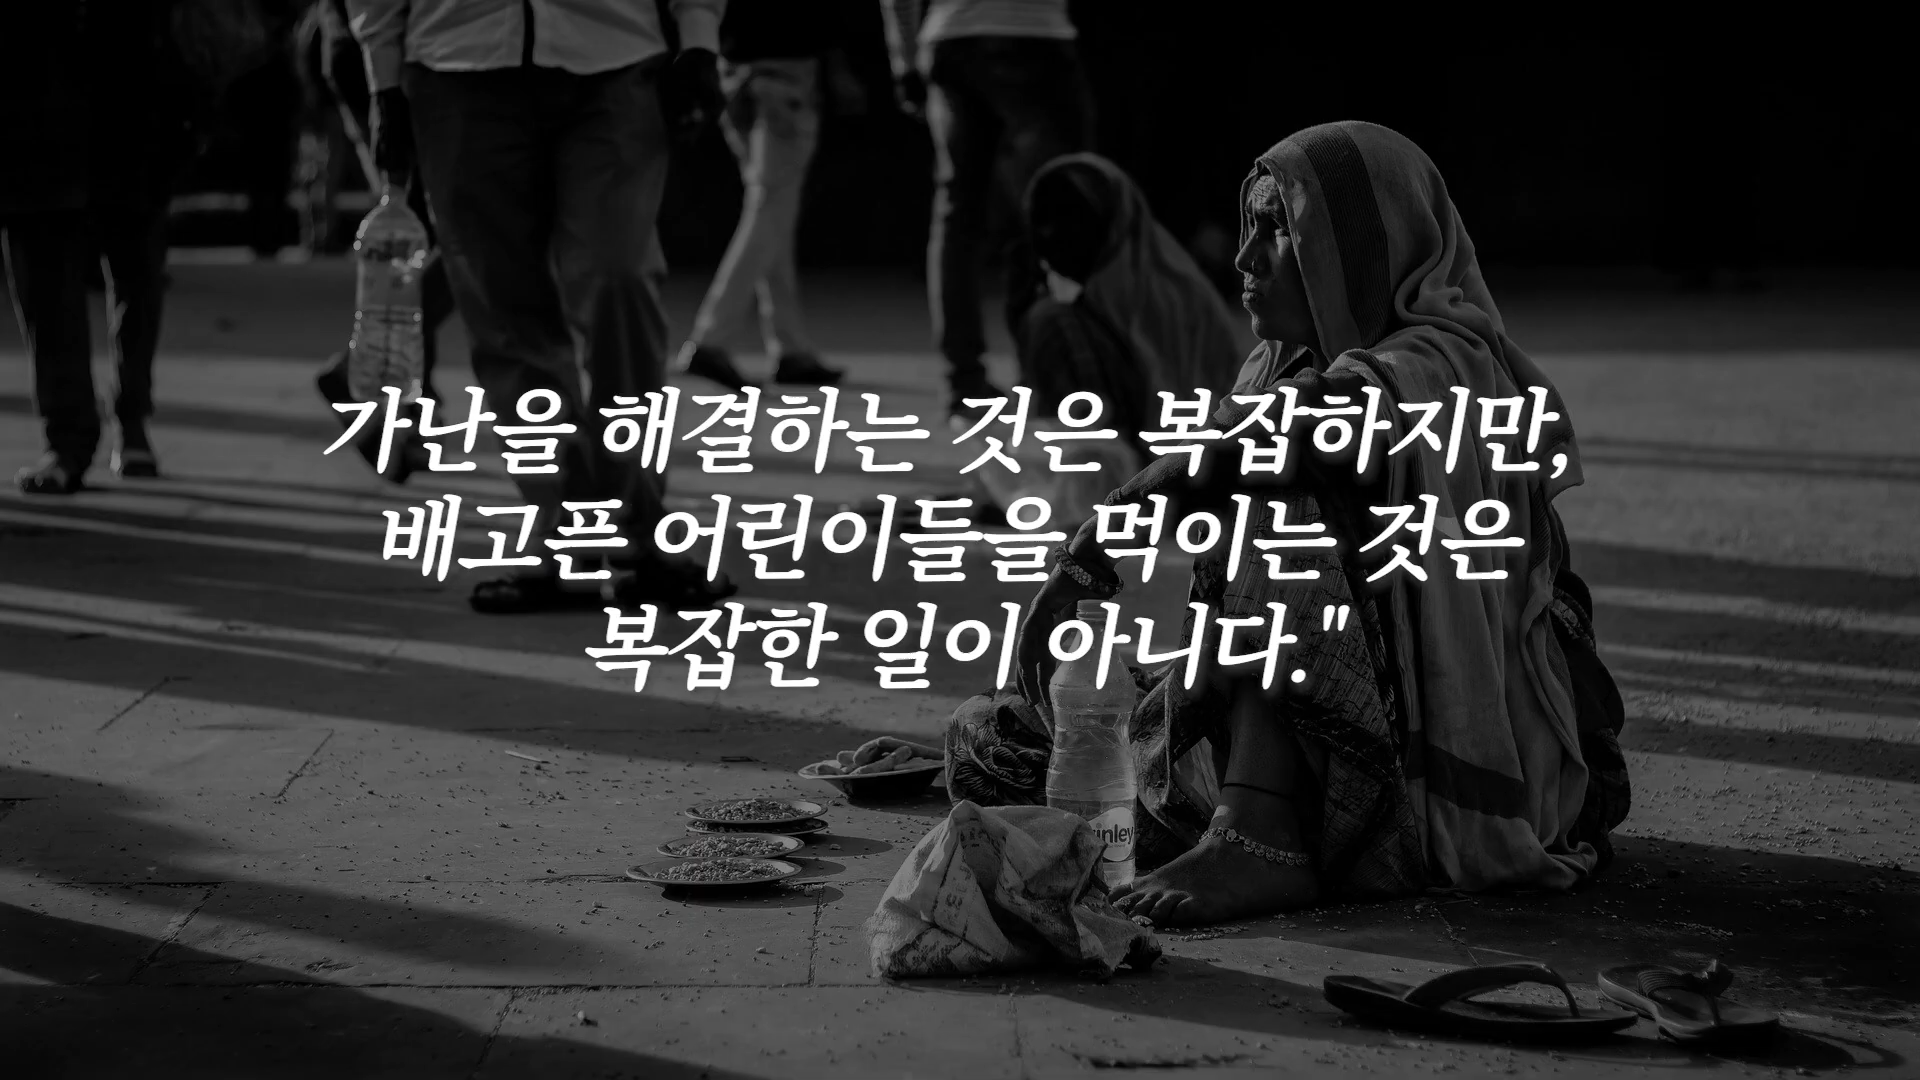 가난을 해결하는 것은 복잡하지만,
배고픈 어린이들을 먹이는 것은
복잡한 일이 아니다."
inley